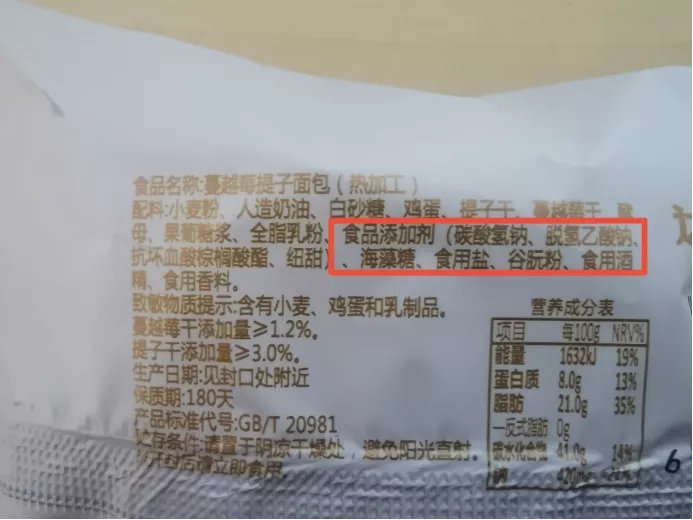 食品名称:蔓越莓提子面包（热加工）
配料:小麦粉、人造奶油、白砂糖、鸡蛋、提子干、蔓越莓干、酵
母、果葡糖浆、全脂乳粉、食品添加剂（碳酸氢钠、脱氢乙酸钠、
抗坏血酸棕榈酸酯、纽甜）、海藻糖、食用盐、谷朊粉、食用酒
精、食用香料。
致敏物质提示:含有小麦、鸡蛋和乳制品。
蔓越莓干添加量≥1.2%。
提子干添加量≥3.0%。
生产日期:见封口处附近
保质期:180天
产品标准代号:GB/T 20981
贮存条件:请置于阴凉干燥处，避免阳光直射。
开封后请立即食用。
营养成分表
项目 每100g NRV%
能量 1632kJ 19%
蛋白质 8.0g 13%
脂肪 21.0g 35%
—反式脂肪 0g
碳水化合物 41.0g 14%
钠 420mg
6